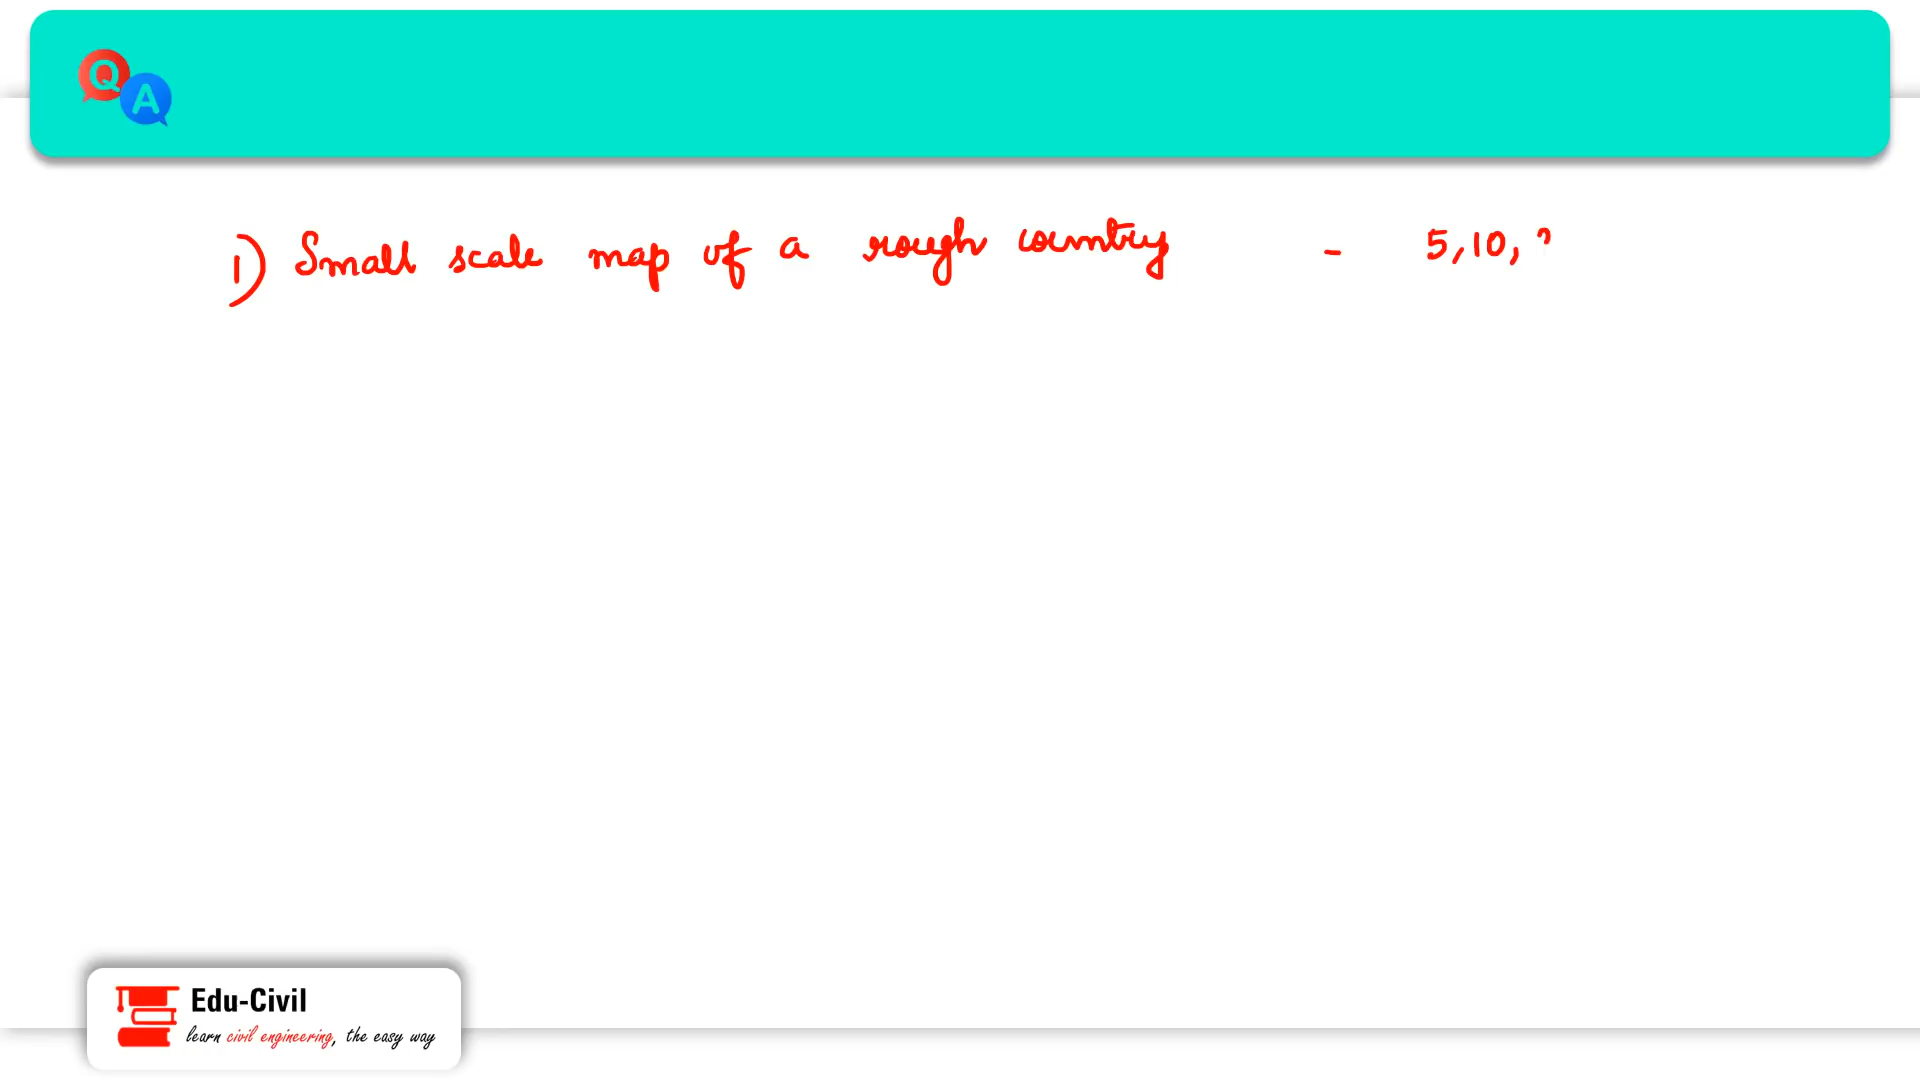 Q
A
1) Small scale map of a rough country - 5,10,
Edu-Civil
learn civil engineering, the easy way